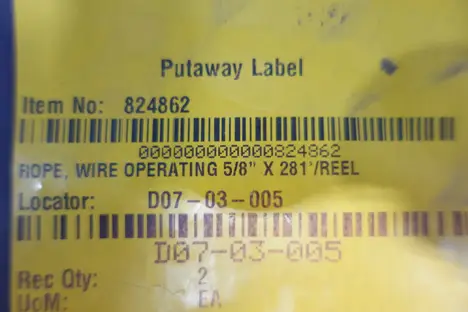 Putaway Label
Item No: 824862
000000000000824862
ROPE, WIRE OPERATING 5/8" X 281'/REEL
Locator: D07-03-005
D07-03-005
Rec Qty: 2
UoM: EA